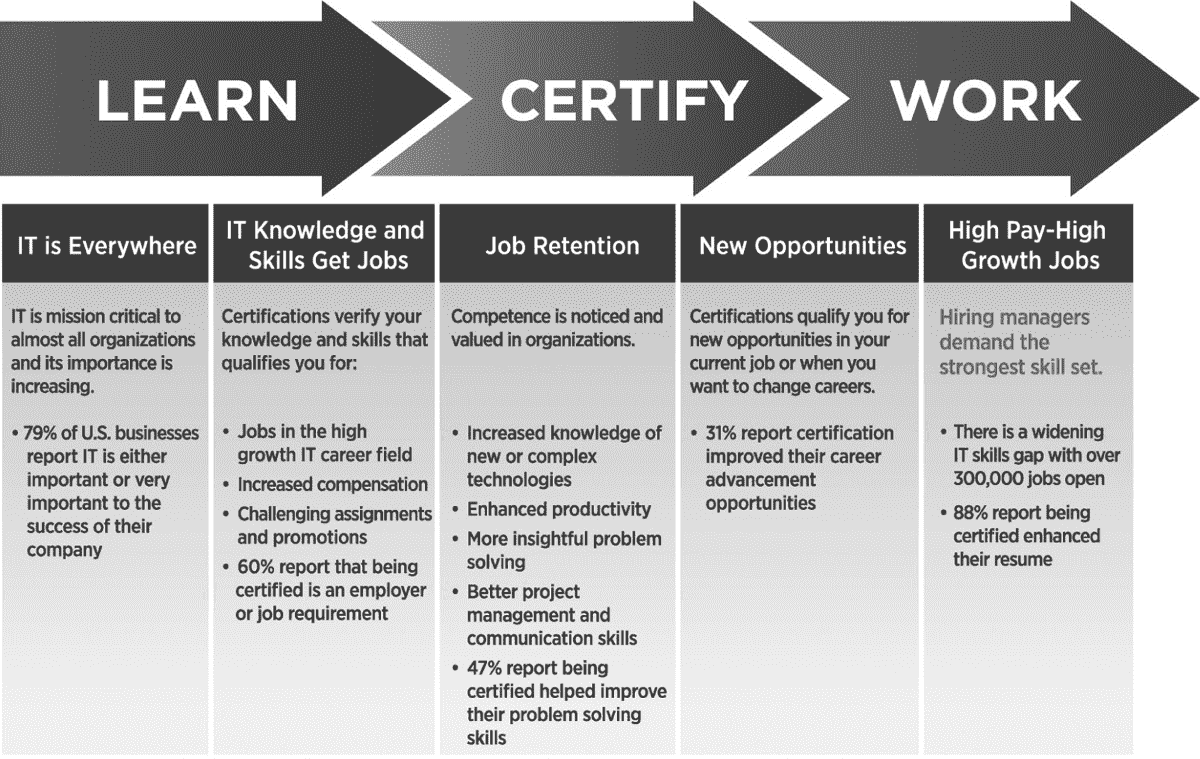 LEARN
CERTIFY
WORK
IT is Everywhere
IT is mission critical to
almost all organizations
and its importance is
increasing.
• 79% of U.S. businesses
report IT is either
important or very
important to the
success of their
company
IT Knowledge and
Skills Get Jobs
Certifications verify your
knowledge and skills that
qualifies you for:
• Jobs in the high
growth IT career field
• Increased compensation
• Challenging assignments
and promotions
• 60% report that being
certified is an employer
or job requirement
Job Retention
Competence is noticed and
valued in organizations.
• Increased knowledge of
new or complex
technologies
• Enhanced productivity
• More insightful problem
solving
• Better project
management and
communication skills
• 47% report being
certified helped improve
their problem solving
skills
New Opportunities
Certifications qualify you for
new opportunities in your
current job or when you
want to change careers.
• 31% report certification
improved their career
advancement
opportunities
High Pay-High
Growth Jobs
Hiring managers
demand the
strongest skill set.
• There is a widening
IT skills gap with over
300,000 jobs open
• 88% report being
certified enhanced
their resume